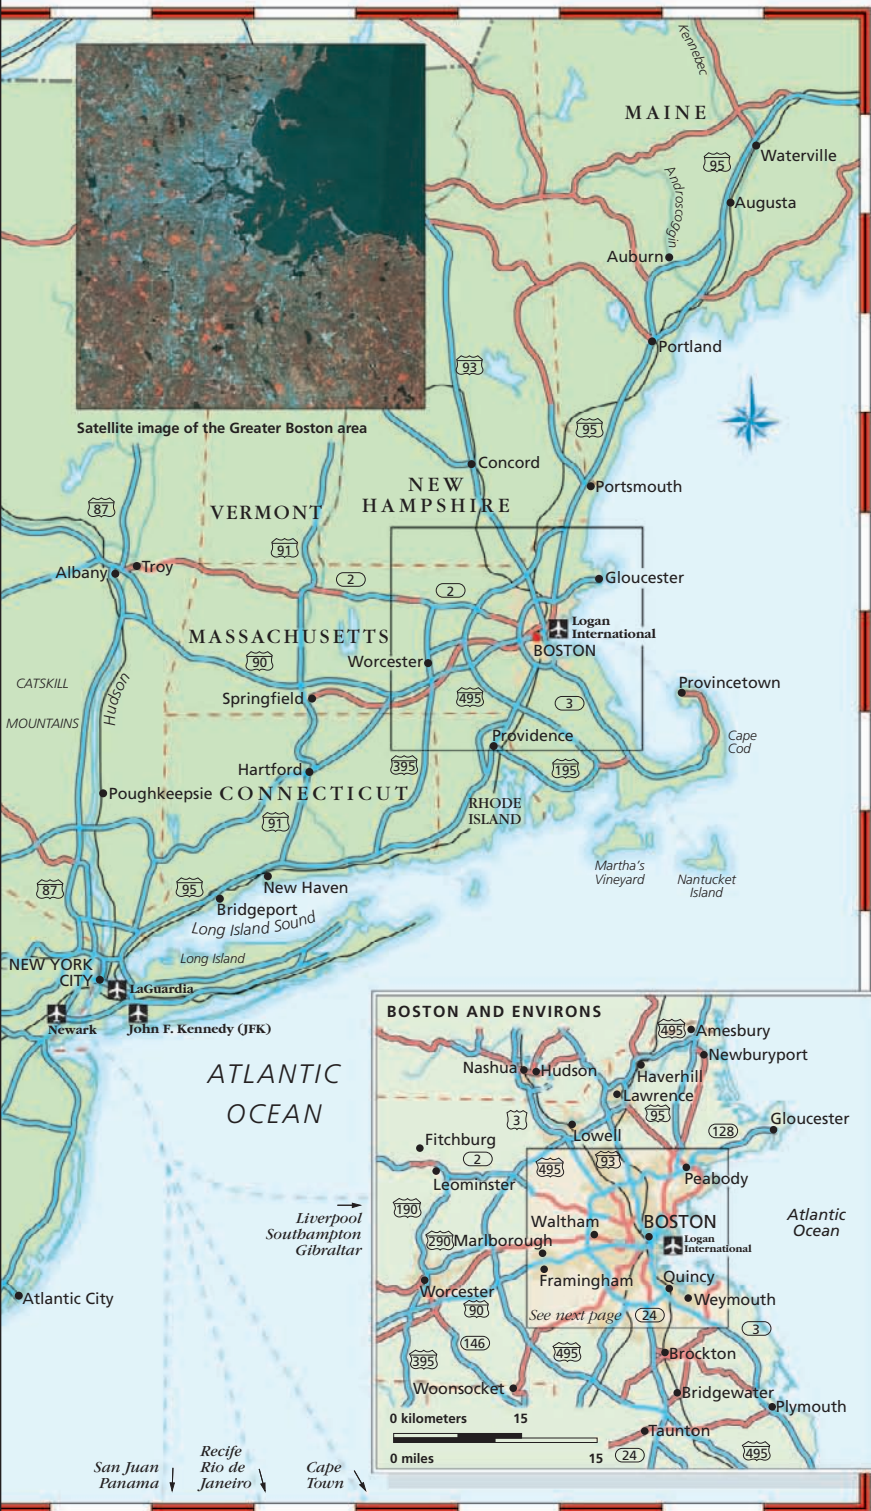 Kennebec
MAINE
95
Waterville
Androscoggin
Augusta
Auburn
Portland
93
Satellite image of the Greater Boston area
95
Concord
NEW
HAMPSHIRE
Portsmouth
87
VERMONT
91
Albany
Troy
2
2
Gloucester
Logan
International
BOSTON
MASSACHUSETTS
90
Worcester
CATSKILL
MOUNTAINS
Hudson
Springfield
495
3
Provincetown
Cape
Cod
Providence
Hartford
395
195
Poughkeepsie
CONNECTICUT
RHODE
ISLAND
91
87
95
New Haven
Bridgeport
Martha's
Vineyard
Nantucket
Island
Long Island Sound
Long Island
NEW YORK
CITY
LaGuardia
Newark
John F. Kennedy (JFK)
ATLANTIC
OCEAN
Liverpool
Southampton
Gibraltar
Atlantic City
San Juan
Panama
Recife
Rio de
Janeiro
Cape
Town
BOSTON AND ENVIRONS
495
Amesbury
Newburyport
Nashua
Hudson
Haverhill
Lawrence
3
95
128
Gloucester
Lowell
Fitchburg
2
495
93
Leominster
Peabody
190
Waltham
BOSTON
Atlantic
Ocean
290
Marlborough
Logan
International
Framingham
Quincy
Worcester
Weymouth
90
See next page
24
3
146
495
395
Brockton
Woonsocket
Bridgewater
Plymouth
0 kilometers 15
Taunton
0 miles 15
24
495